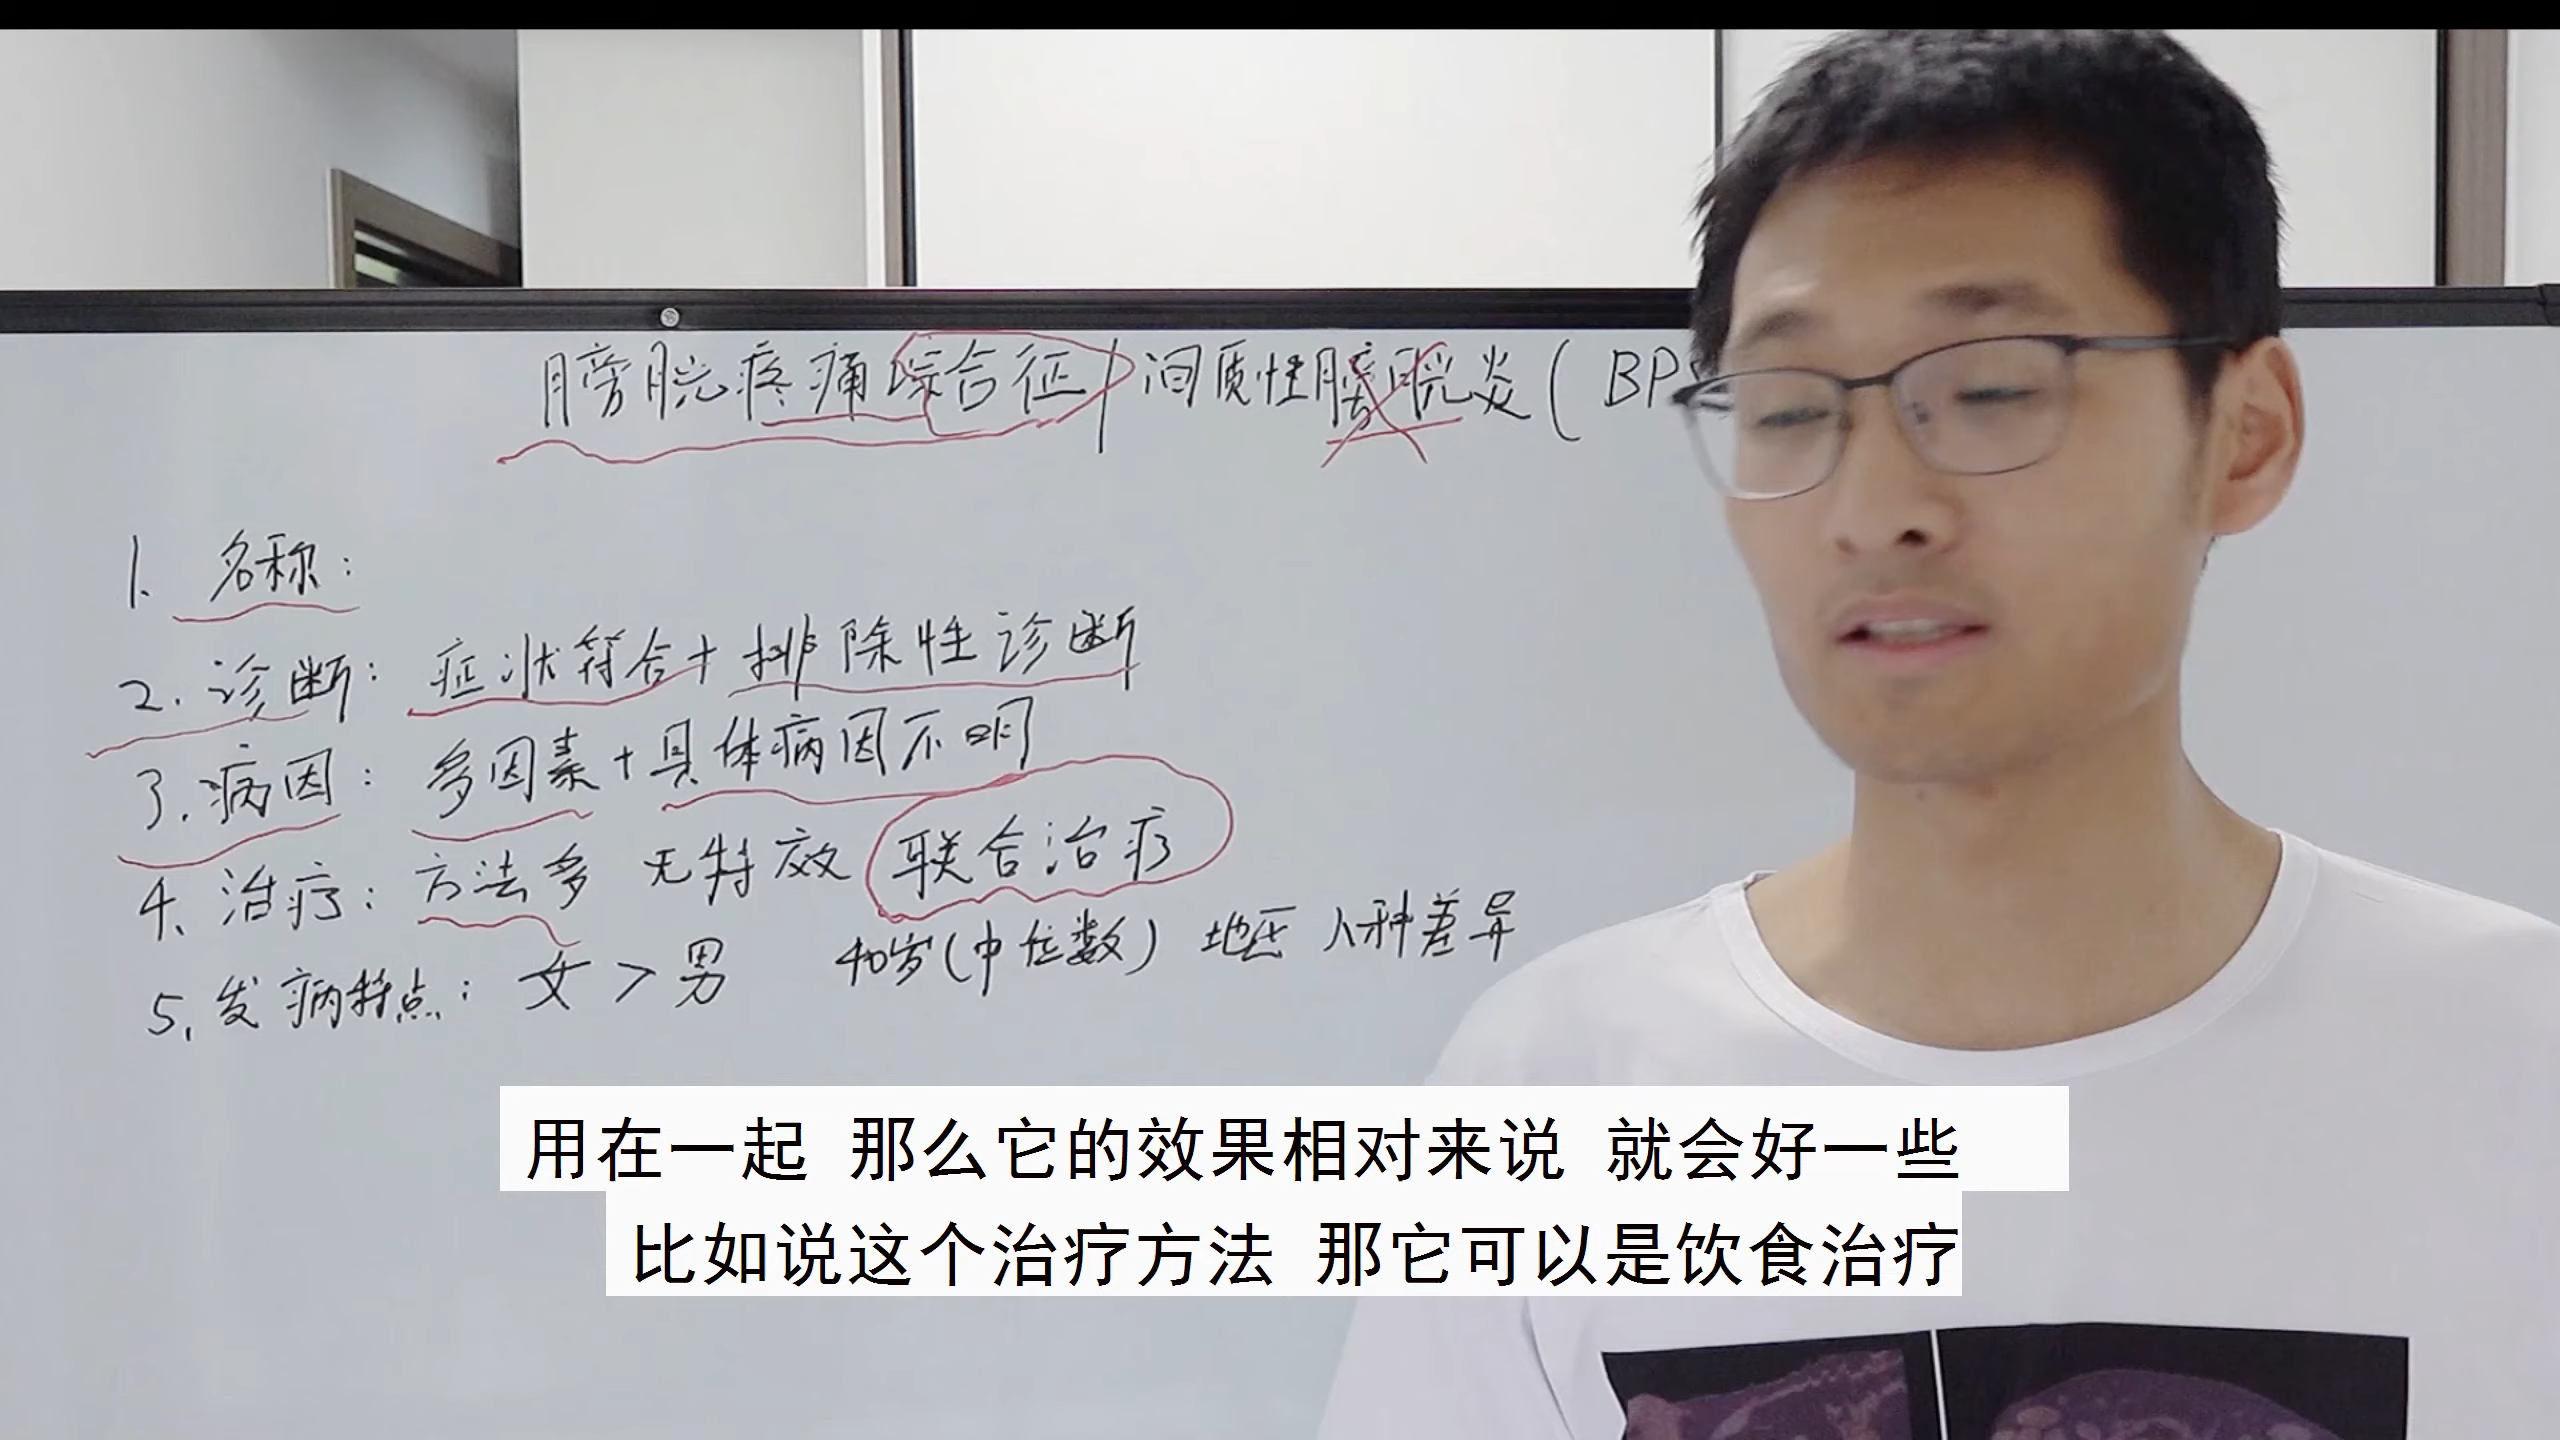 膀胱疼痛综合征/间质性膀胱炎(BPS
1、名称:
2.诊断:症状符合+排除性诊断
3.病因:多因素+具体病因不明
4、治疗:方法多 无特效 联合治疗
5.发病特点:女>男 40岁(中位数) 地区 人种差异
用在一起 那么它的效果相对来说 就会好一些
比如说这个治疗方法 那它可以是饮食治疗